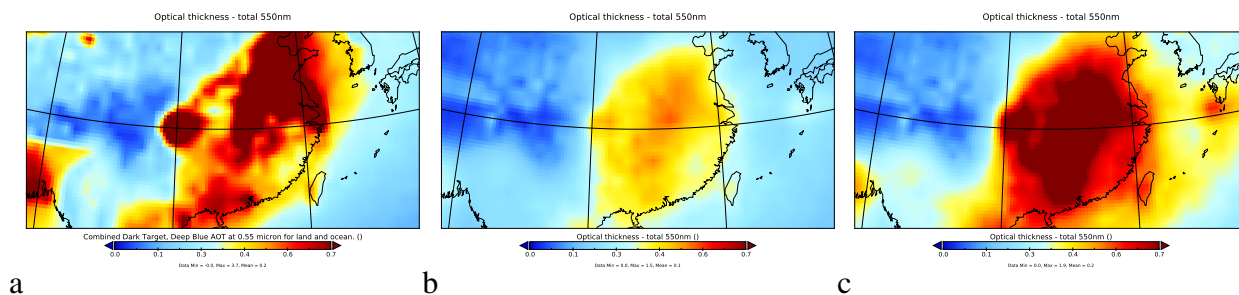 Optical thickness - total 550nm
Combined Dark Target, Deep Blue AOT at 0.55 micron for land and ocean. ()
0.0 0.1 0.3 0.4 0.6 0.7
Data Min = -0.0, Max = 3.7, Mean = 0.2
a
Optical thickness - total 550nm
Optical thickness - total 550nm ()
0.0 0.1 0.3 0.4 0.6 0.7
Data Min = 0.0, Max = 1.5, Mean = 0.1
b
Optical thickness - total 550nm
Optical thickness - total 550nm ()
0.0 0.1 0.3 0.4 0.6 0.7
Data Min = 0.0, Max = 1.9, Mean = 0.2
c